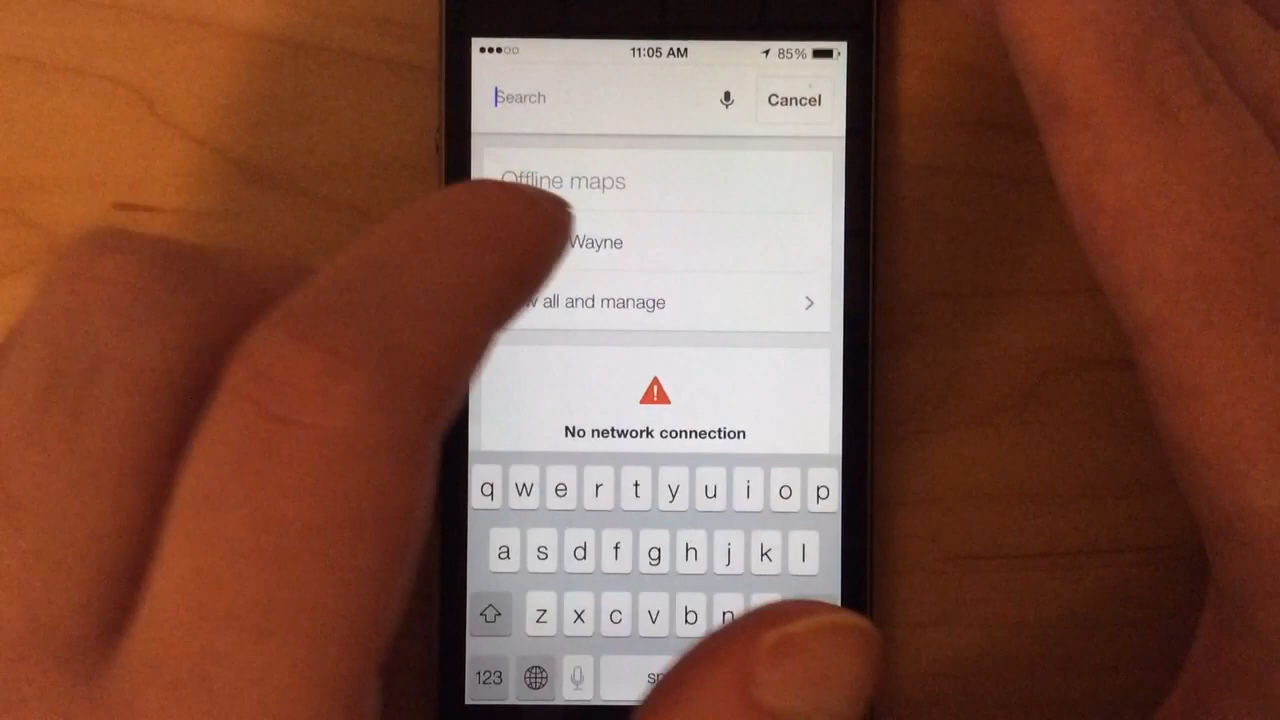 11:05 AM 85%
Search Cancel
Offline maps
Wayne
all and manage
No network connection
q w e r t y u i o p
a s d f g h j k l
z x c v b n
123